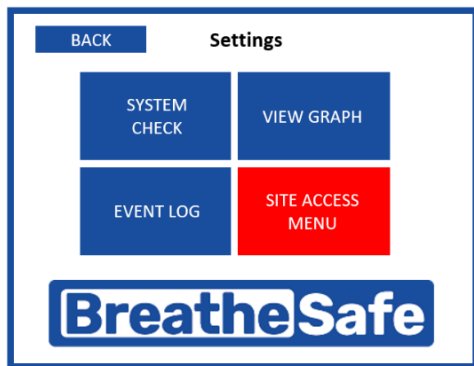 BACK
Settings
SYSTEM
CHECK
VIEW GRAPH
EVENT LOG
SITE ACCESS
MENU
BreatheSafe